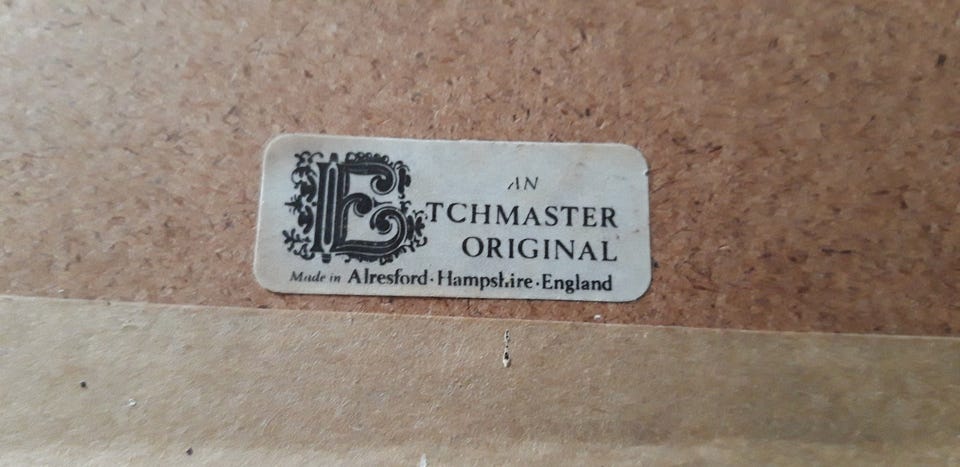 AN
ETCHMASTER
ORIGINAL
Made in Alresford·Hampshire·England